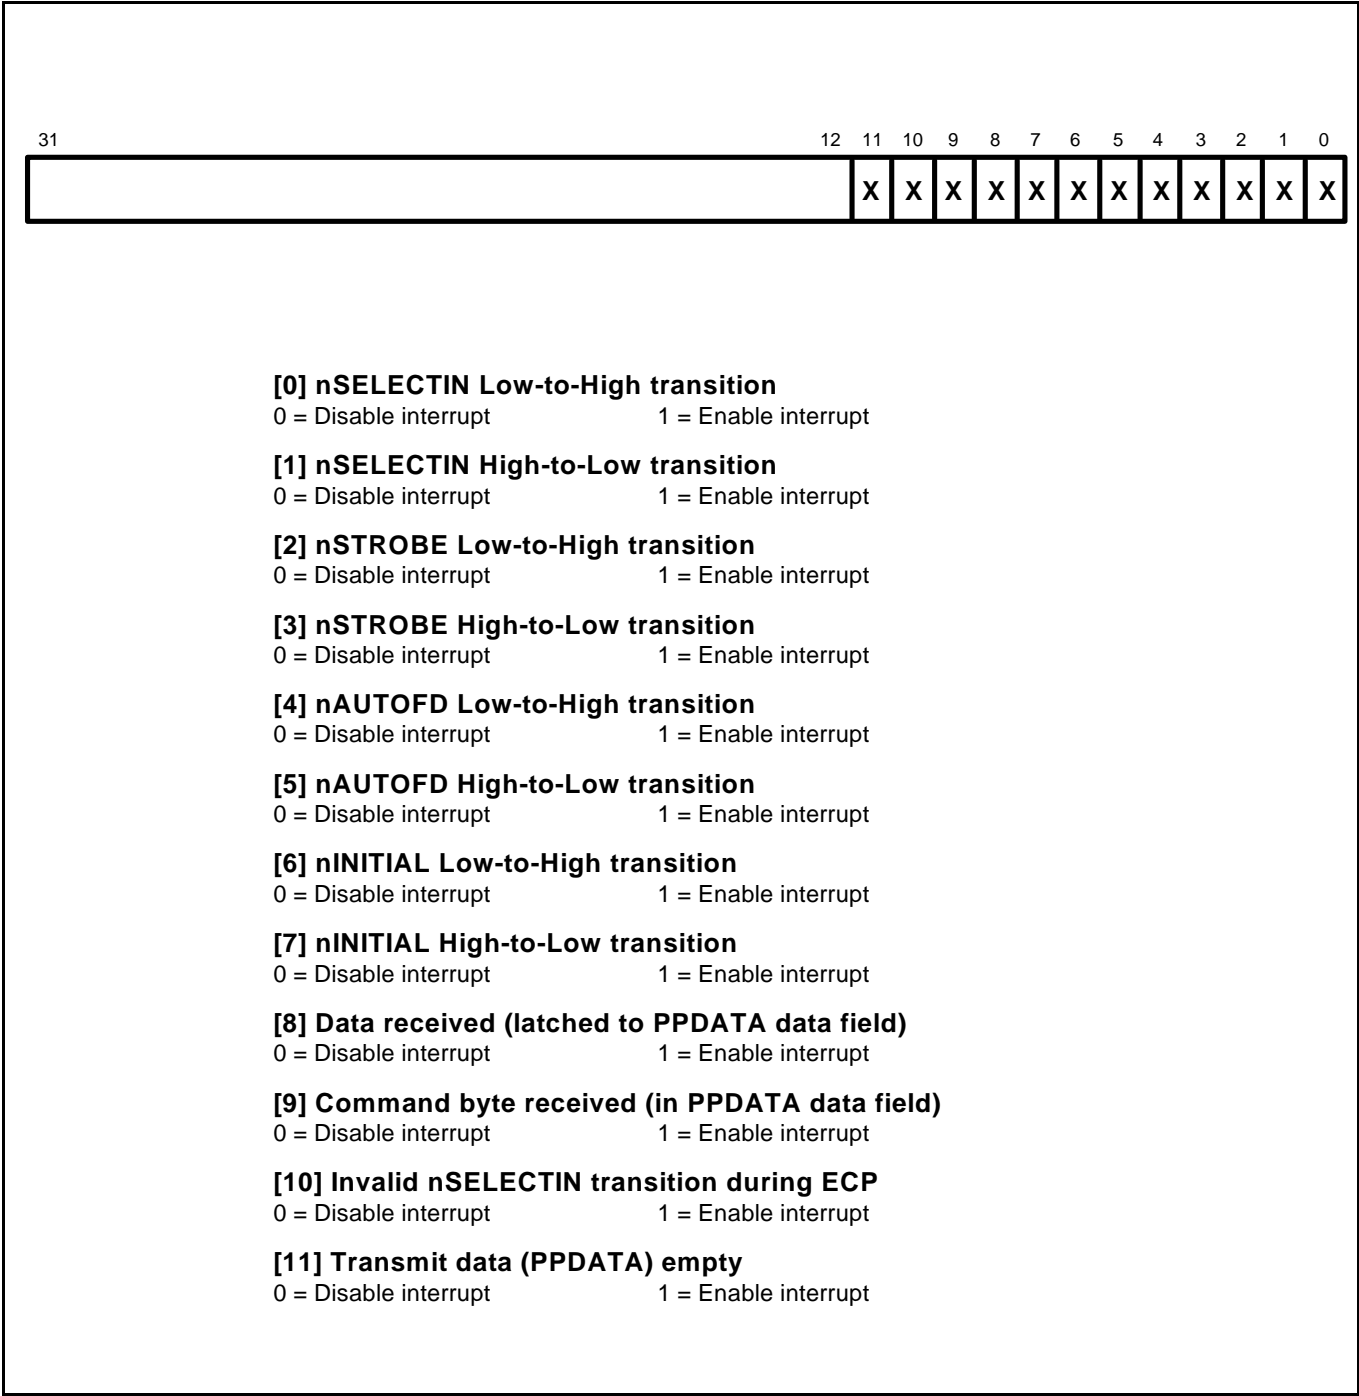 31 12 11 10 9 8 7 6 5 4 3 2 1 0
X X X X X X X X X X X X
[0] nSELECTIN Low-to-High transition
0 = Disable interrupt 1 = Enable interrupt
[1] nSELECTIN High-to-Low transition
0 = Disable interrupt 1 = Enable interrupt
[2] nSTROBE Low-to-High transition
0 = Disable interrupt 1 = Enable interrupt
[3] nSTROBE High-to-Low transition
0 = Disable interrupt 1 = Enable interrupt
[4] nAUTOFD Low-to-High transition
0 = Disable interrupt 1 = Enable interrupt
[5] nAUTOFD High-to-Low transition
0 = Disable interrupt 1 = Enable interrupt
[6] nINITIAL Low-to-High transition
0 = Disable interrupt 1 = Enable interrupt
[7] nINITIAL High-to-Low transition
0 = Disable interrupt 1 = Enable interrupt
[8] Data received (latched to PPDATA data field)
0 = Disable interrupt 1 = Enable interrupt
[9] Command byte received (in PPDATA data field)
0 = Disable interrupt 1 = Enable interrupt
[10] Invalid nSELECTIN transition during ECP
0 = Disable interrupt 1 = Enable interrupt
[11] Transmit data (PPDATA) empty
0 = Disable interrupt 1 = Enable interrupt